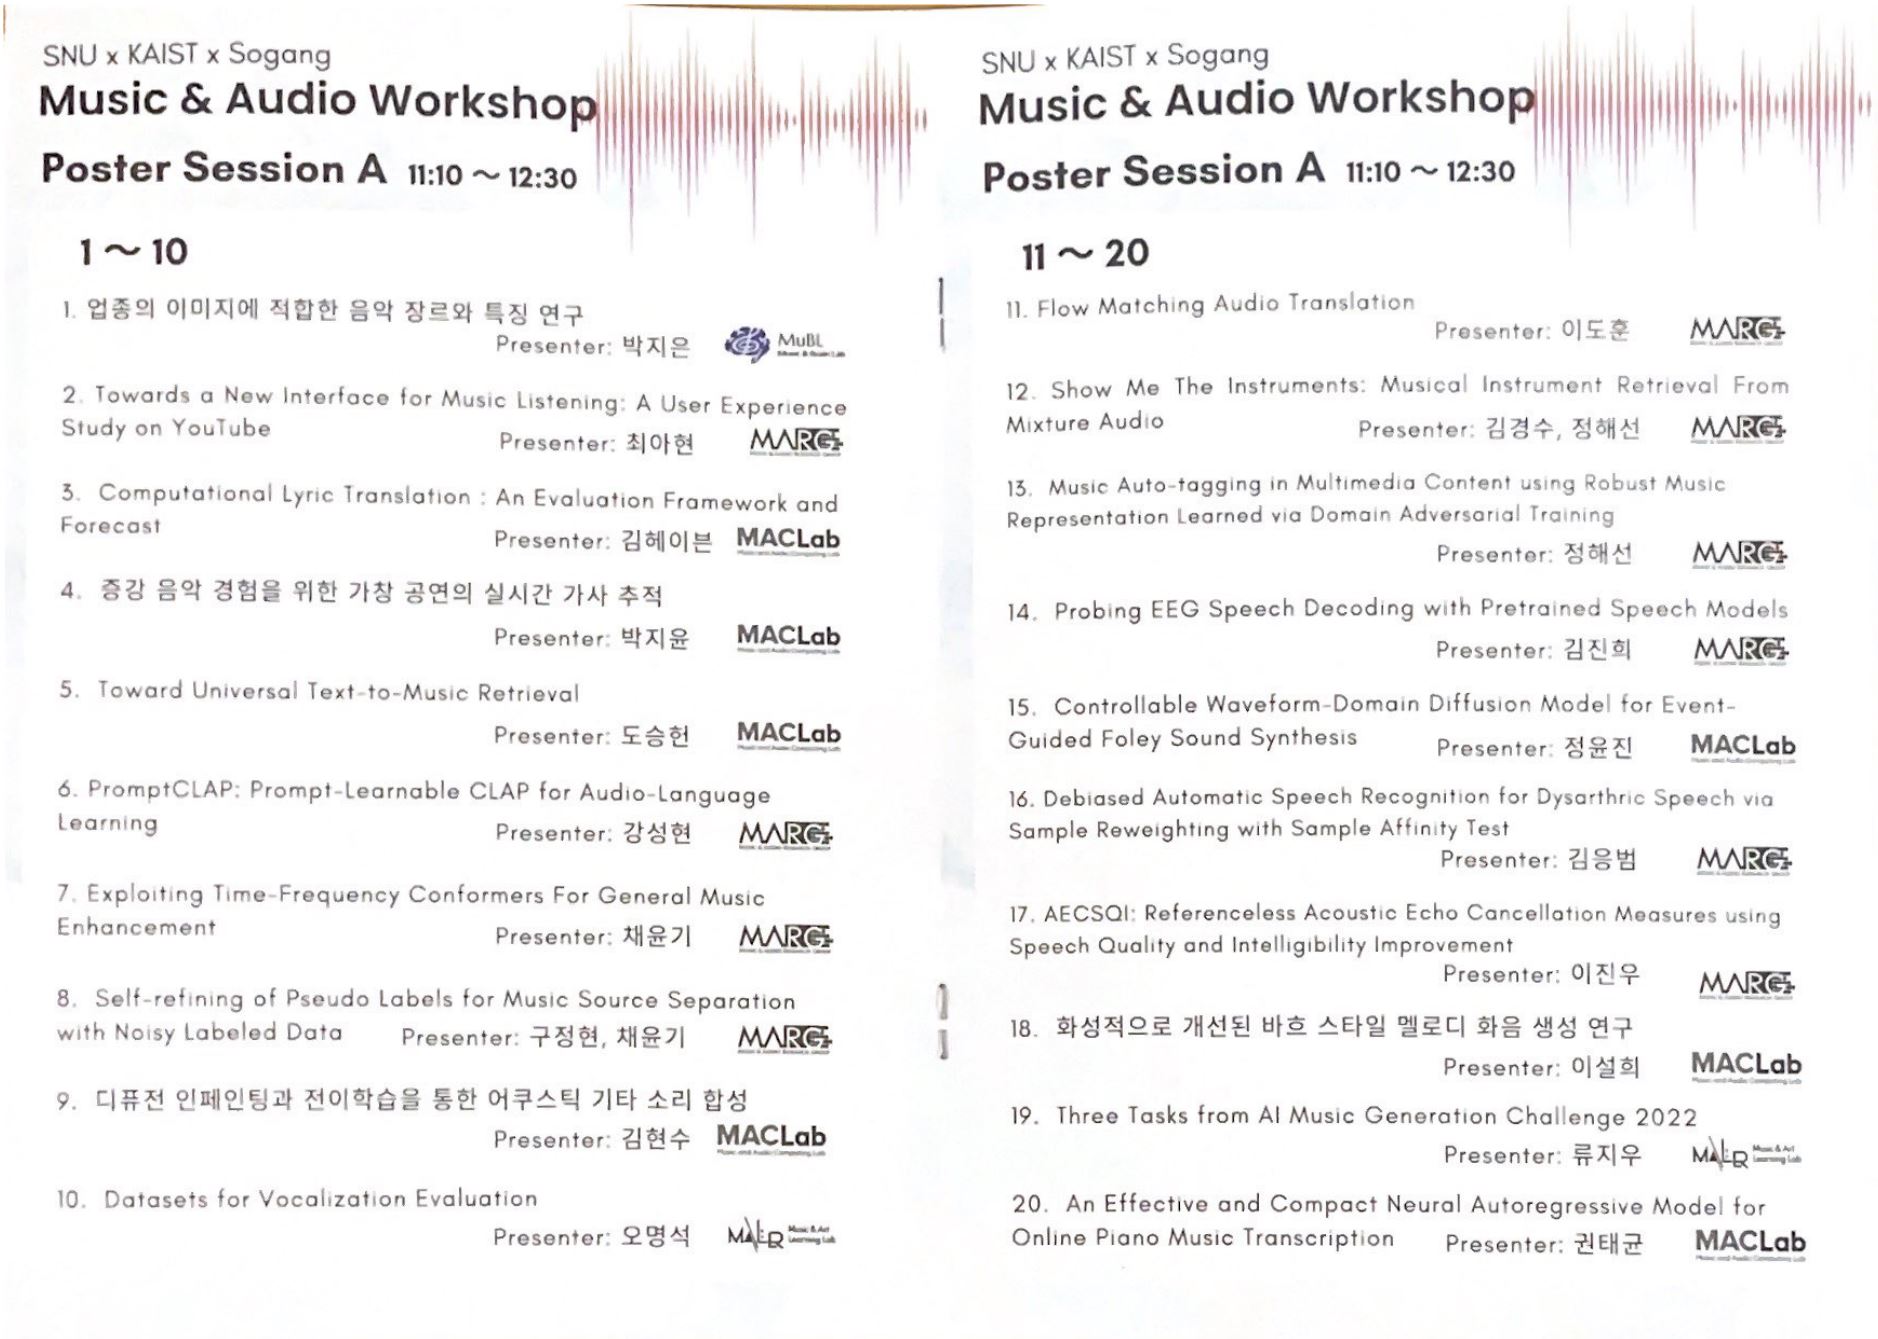 SNU x KAIST x Sogang
Music & Audio Workshop
Poster Session A 11:10 ~ 12:30
1 ~ 10
1. 업종의 이미지에 적합한 음악 장르와 특징 연구
Presenter: 박지은 MuBL
2. Towards a New Interface for Music Listening: A User Experience
Study on YouTube
Presenter: 최아현 MARG
3. Computational Lyric Translation : An Evaluation Framework and
Forecast
Presenter: 김헤이븐 MACLab
4. 증강 음악 경험을 위한 가창 공연의 실시간 가사 추적
Presenter: 박지윤 MACLab
5. Toward Universal Text-to-Music Retrieval
Presenter: 도승헌 MACLab
6. PromptCLAP: Prompt-Learnable CLAP for Audio-Language
Learning
Presenter: 강성현 MARG
7. Exploiting Time-Frequency Conformers For General Music
Enhancement
Presenter: 채윤기 MARG
8. Self-refining of Pseudo Labels for Music Source Separation
with Noisy Labeled Data Presenter: 구정현, 채윤기 MARG
9. 디퓨전 인페인팅과 전이학습을 통한 어쿠스틱 기타 소리 합성
Presenter: 김현수 MACLab
Music and Audio Computing Lab
10. Datasets for Vocalization Evaluation
Presenter: 오명석 MALer Music & Art
Learning Lab
SNU x KAIST x Sogang
Music & Audio Workshop
Poster Session A 11:10 ~ 12:30
11 ~ 20
11. Flow Matching Audio Translation
Presenter: 이도훈 MARG
12. Show Me The Instruments: Musical Instrument Retrieval From
Mixture Audio Presenter: 김경수, 정해선 MARG
13. Music Auto-tagging in Multimedia Content using Robust Music
Representation Learned via Domain Adversarial Training
Presenter: 정해선 MARG
14. Probing EEG Speech Decoding with Pretrained Speech Models
Presenter: 김진희 MARG
15. Controllable Waveform-Domain Diffusion Model for Event-
Guided Foley Sound Synthesis Presenter: 정윤진 MACLab
Music and Audio Computing Lab
16. Debiased Automatic Speech Recognition for Dysarthric Speech via
Sample Reweighting with Sample Affinity Test
Presenter: 김응범 MARG
17. AECSQI: Referenceless Acoustic Echo Cancellation Measures using
Speech Quality and Intelligibility Improvement
Presenter: 이진우 MARG
18. 화성적으로 개선된 바흐 스타일 멜로디 화음 생성 연구
Presenter: 이설희 MACLab
19. Three Tasks from AI Music Generation Challenge 2022
Presenter: 류지우 MALer Music & Art
Learning Lab
20. An Effective and Compact Neural Autoregressive Model for
Online Piano Music Transcription Presenter: 권태균 MACLab